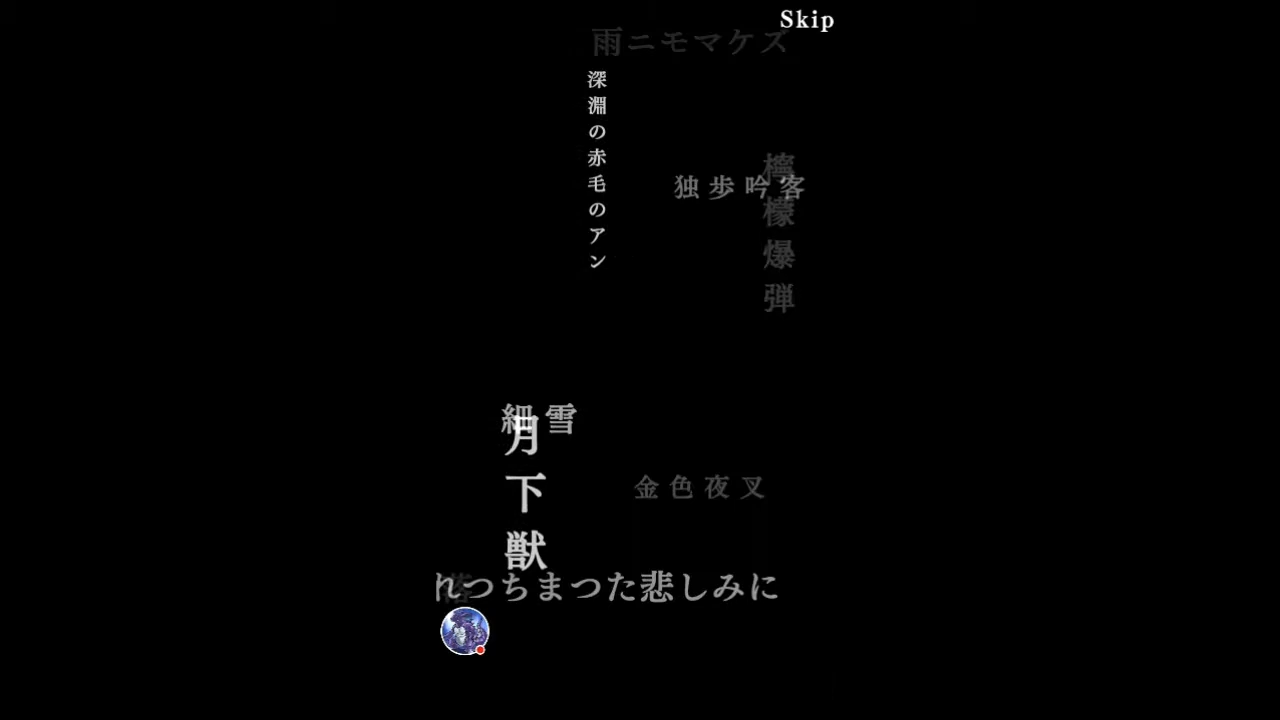 Skip
雨ニモマケズ
深淵の赤毛のアン
独歩吟客
檸檬爆弾
細雪
月下獣
金色夜叉
れつちまつた悲しみに